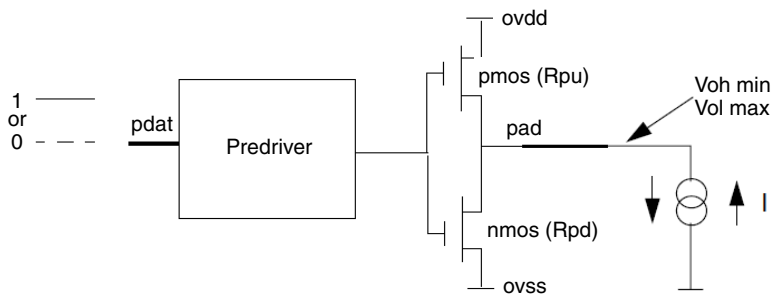 ovdd
pmos (Rpu)
1
or
0
pdat
Predriver
pad
Voh min
Vol max
nmos (Rpd)
I
ovss